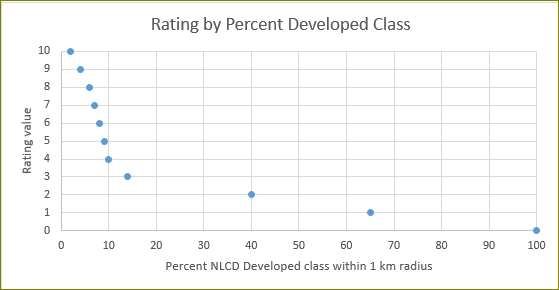 Rating by Percent Developed Class
10
9
8
7
6
5
4
3
2
1
0
Rating value
0 10 20 30 40 50 60 70 80 90 100
Percent NLCD Developed class within 1 km radius